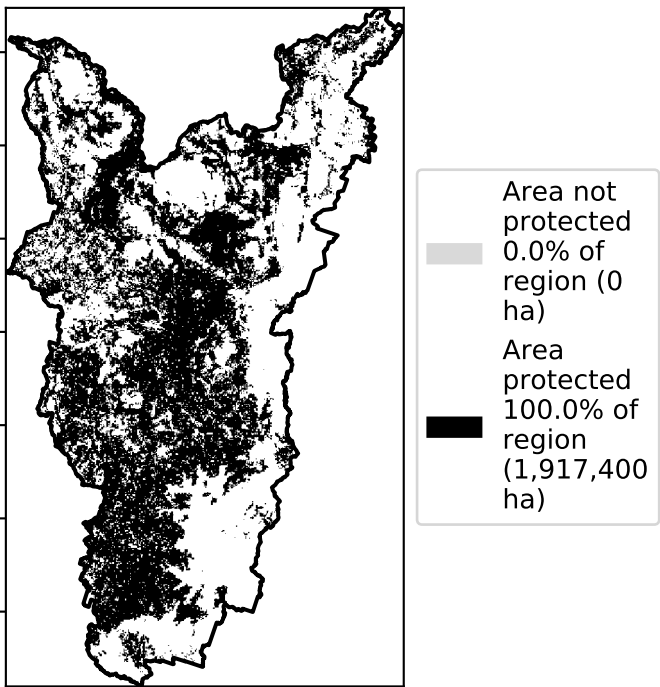 Area not
protected
0.0% of
region (0
ha)
Area
protected
100.0% of
region
(1,917,400
ha)